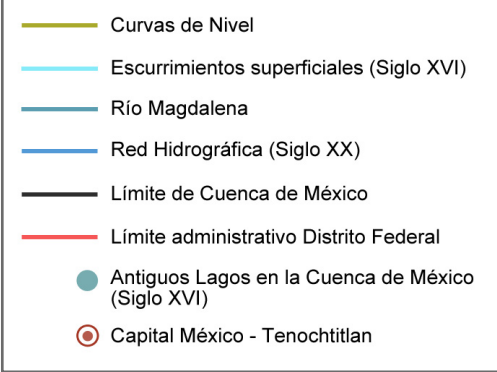 Curvas de Nivel
Escurrimientos superficiales (Siglo XVI)
Río Magdalena
Red Hidrográfica (Siglo XX)
Límite de Cuenca de México
Límite administrativo Distrito Federal
Antiguos Lagos en la Cuenca de México
(Siglo XVI)
Capital México - Tenochtitlan